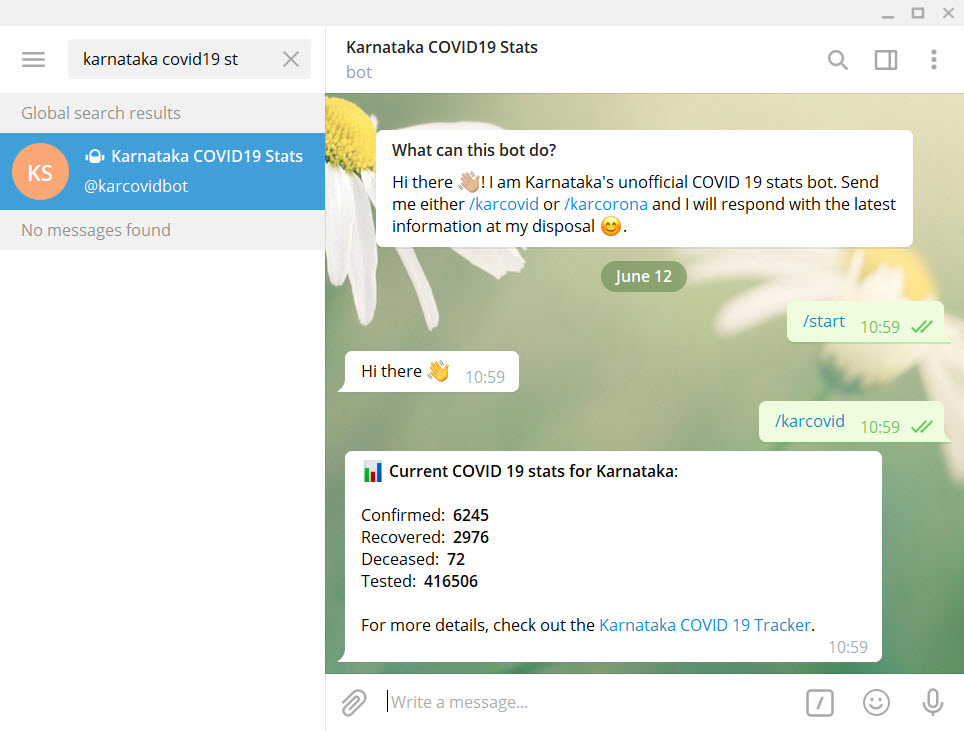 karnataka covid19 st
Global search results
KS
Karnataka COVID19 Stats
@karcovidbot
No messages found
Karnataka COVID19 Stats
bot
What can this bot do?
Hi there 👋🏼! I am Karnataka's unofficial COVID 19 stats bot. Send
me either /karcovid or /karcorona and I will respond with the latest
information at my disposal 😊.
June 12
/start 10:59
Hi there 👋 10:59
/karcovid 10:59
📊 Current COVID 19 stats for Karnataka:
Confirmed: 6245
Recovered: 2976
Deceased: 72
Tested: 416506
For more details, check out the Karnataka COVID 19 Tracker.
10:59
Write a message...